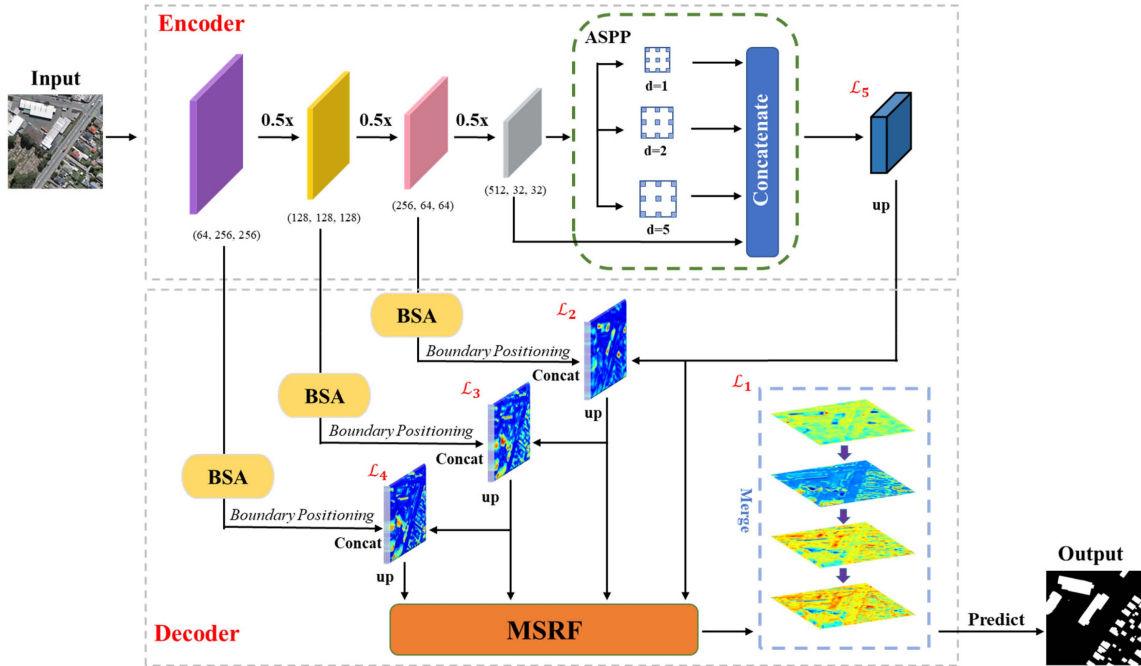 Encoder
Input
ASPP
0.5x
0.5x
0.5x
d=1
d=2
d=5
Concatenate
ℒ5
up
(64, 256, 256)
(128, 128, 128)
(256, 64, 64)
(512, 32, 32)
BSA
Boundary Positioning
ℒ2
Concat
up
BSA
Boundary Positioning
ℒ3
Concat
up
BSA
Boundary Positioning
ℒ4
Concat
up
ℒ1
Merge
MSRF
Decoder
Predict
Output